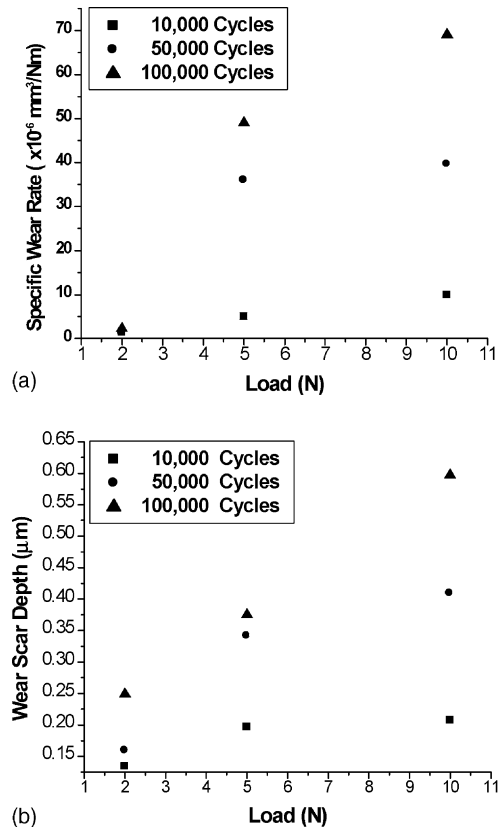 10,000 Cycles
50,000 Cycles
100,000 Cycles
Specific Wear Rate ( x10⁻⁶ mm³/Nm)
70
60
50
40
30
20
10
0
1 2 3 4 5 6 7 8 9 10 11
Load (N)
(a)
10,000 Cycles
50,000 Cycles
100,000 Cycles
Wear Scar Depth (μm)
0.65
0.60
0.55
0.50
0.45
0.40
0.35
0.30
0.25
0.20
0.15
1 2 3 4 5 6 7 8 9 10 11
Load (N)
(b)